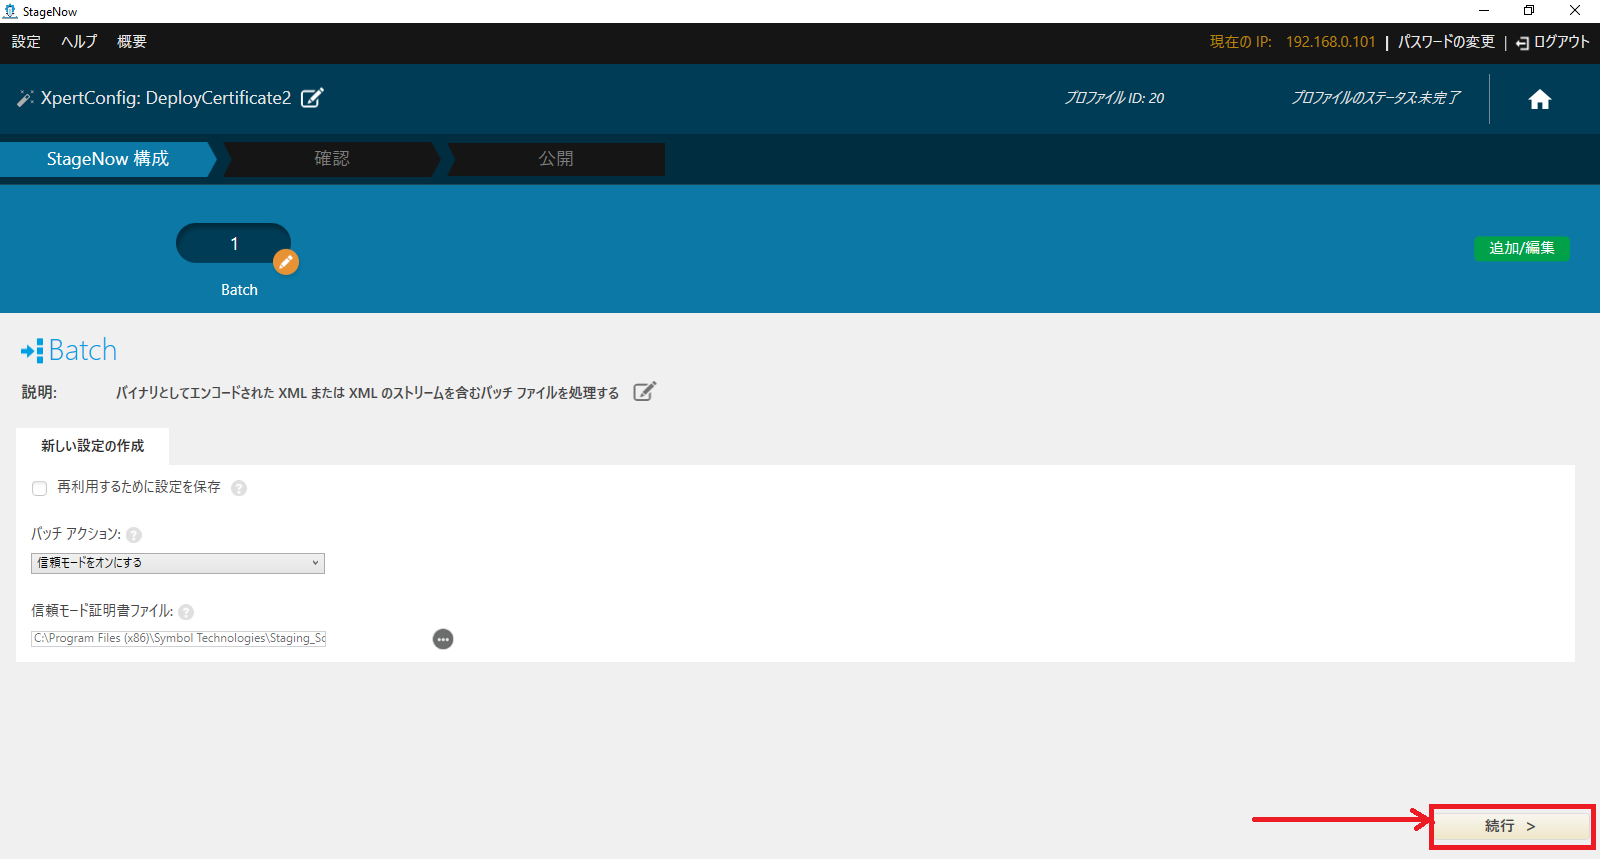 StageNow
設定 ヘルプ 概要 現在の IP: 192.168.0.101 | パスワードの変更 | ログアウト
XpertConfig: DeployCertificate2 プロファイル ID: 20 プロファイルのステータス:未完了
StageNow 構成 確認 公開
1
追加/編集
Batch
Batch
説明: バイナリとしてエンコードされた XML または XML のストリームを含むバッチ ファイルを処理する
新しい設定の作成
再利用するために設定を保存 ?
バッチ アクション: ?
信頼モードをオンにする
信頼モード証明書ファイル: ?
C:\Program Files (x86)\Symbol Technologies\Staging_Sc
続行 >